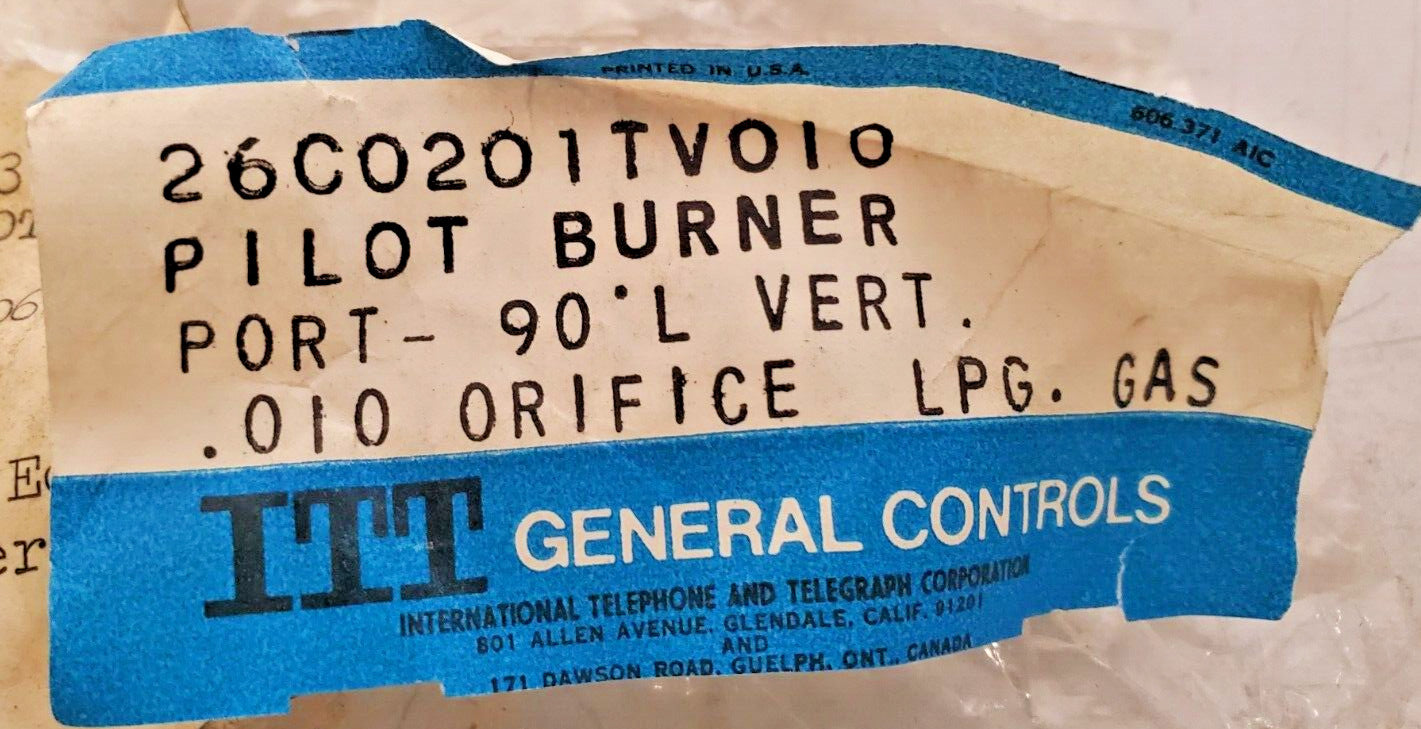 PRINTED IN U.S.A.
606.371 AIC
26C0201TV010
PILOT BURNER
PORT- 90°L VERT.
.010 ORIFICE LPG. GAS
ITT GENERAL CONTROLS
INTERNATIONAL TELEPHONE AND TELEGRAPH CORPORATION
801 ALLEN AVENUE, GLENDALE, CALIF. 91201
AND
171 DAWSON ROAD, GUELPH, ONT., CANADA